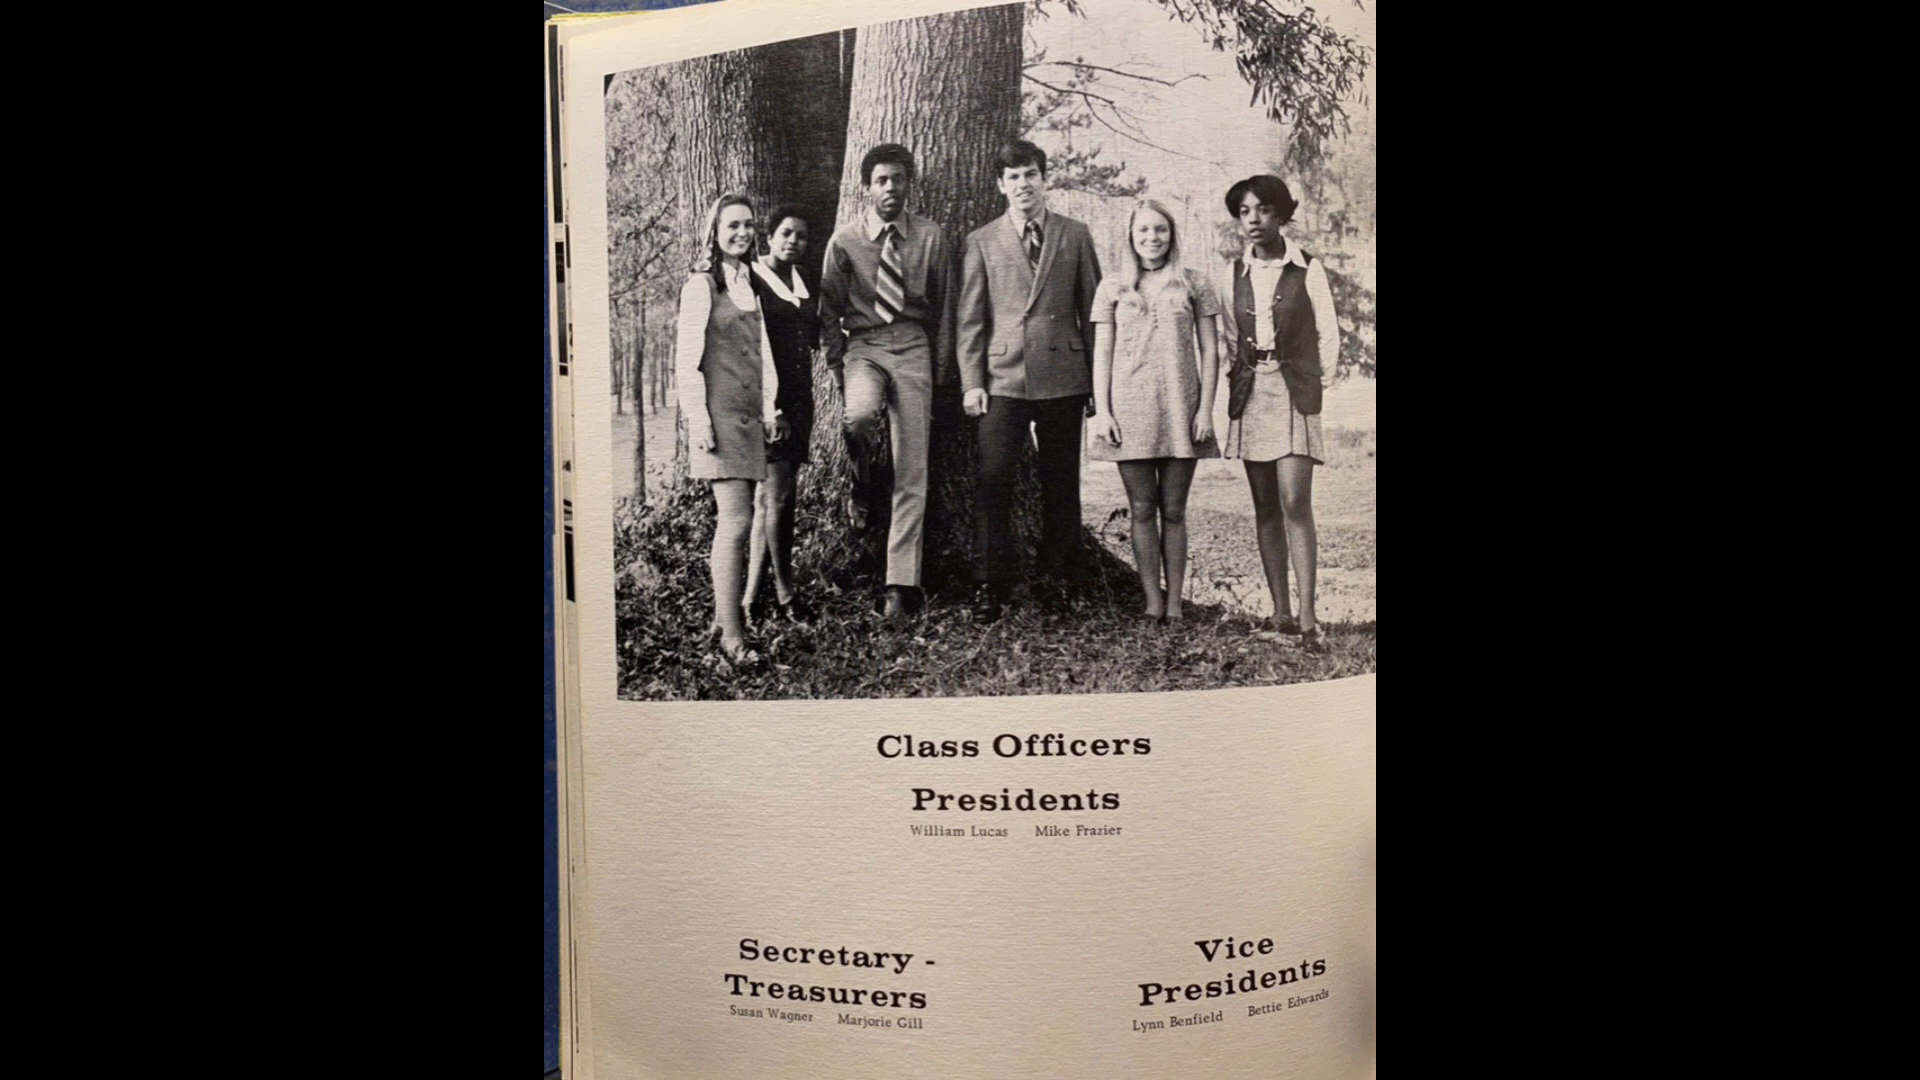 Class Officers
Presidents
William Lucas Mike Frazier
Secretary -
Treasurers
Susan Wagner Marjorie Gill
Vice
Presidents
Lynn Benfield Bettie Edwards